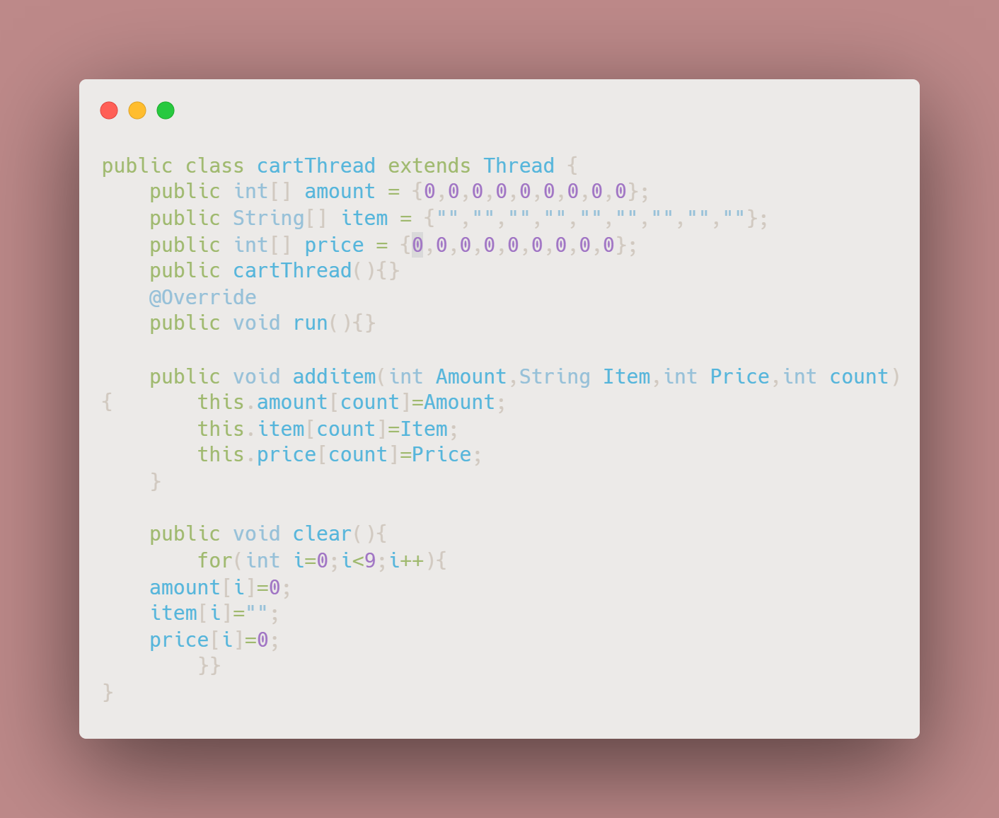 public class cartThread extends Thread {
    public int[] amount = {0,0,0,0,0,0,0,0,0};
    public String[] item = {"","","","","","","","",""};
    public int[] price = {0,0,0,0,0,0,0,0,0};
    public cartThread(){}
    @Override
    public void run(){}

    public void additem(int Amount,String Item,int Price,int count)
{       this.amount[count]=Amount;
        this.item[count]=Item;
        this.price[count]=Price;
    }

    public void clear(){
        for(int i=0;i<9;i++){
    amount[i]=0;
    item[i]="";
    price[i]=0;
        }}
}